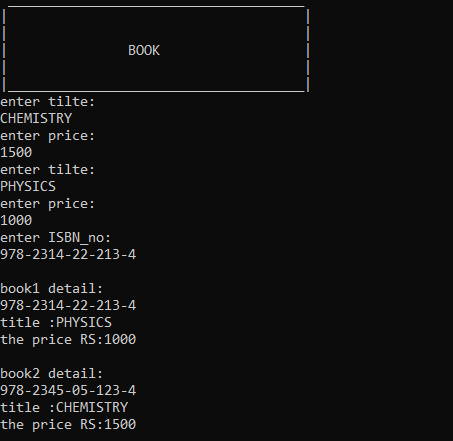 BOOK
enter tilte:
CHEMISTRY
enter price:
1500
enter tilte:
PHYSICS
enter price:
1000
enter ISBN_no:
978-2314-22-213-4
book1 detail:
978-2314-22-213-4
title :PHYSICS
the price RS:1000
book2 detail:
978-2345-05-123-4
title :CHEMISTRY
the price RS:1500